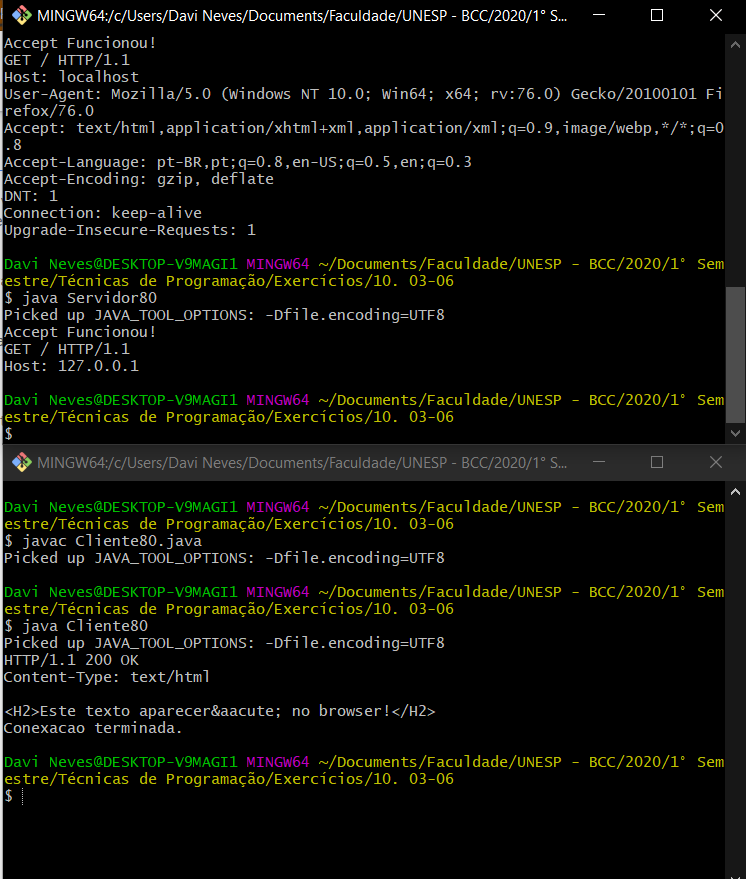 MINGW64:/c/Users/Davi Neves/Documents/Faculdade/UNESP - BCC/2020/1° S...
Accept Funcionou!
GET / HTTP/1.1
Host: localhost
User-Agent: Mozilla/5.0 (Windows NT 10.0; Win64; x64; rv:76.0) Gecko/20100101 Fi
refox/76.0
Accept: text/html,application/xhtml+xml,application/xml;q=0.9,image/webp,*/*;q=0
.8
Accept-Language: pt-BR,pt;q=0.8,en-US;q=0.5,en;q=0.3
Accept-Encoding: gzip, deflate
DNT: 1
Connection: keep-alive
Upgrade-Insecure-Requests: 1
Davi Neves@DESKTOP-V9MAGI1 MINGW64 ~/Documents/Faculdade/UNESP - BCC/2020/1° Sem
estre/Técnicas de Programação/Exercícios/10. 03-06
$ java Servidor80
Picked up JAVA_TOOL_OPTIONS: -Dfile.encoding=UTF8
Accept Funcionou!
GET / HTTP/1.1
Host: 127.0.0.1
Davi Neves@DESKTOP-V9MAGI1 MINGW64 ~/Documents/Faculdade/UNESP - BCC/2020/1° Sem
estre/Técnicas de Programação/Exercícios/10. 03-06
$
MINGW64:/c/Users/Davi Neves/Documents/Faculdade/UNESP - BCC/2020/1° S...
Davi Neves@DESKTOP-V9MAGI1 MINGW64 ~/Documents/Faculdade/UNESP - BCC/2020/1° Sem
estre/Técnicas de Programação/Exercícios/10. 03-06
$ javac Cliente80.java
Picked up JAVA_TOOL_OPTIONS: -Dfile.encoding=UTF8
Davi Neves@DESKTOP-V9MAGI1 MINGW64 ~/Documents/Faculdade/UNESP - BCC/2020/1° Sem
estre/Técnicas de Programação/Exercícios/10. 03-06
$ java Cliente80
Picked up JAVA_TOOL_OPTIONS: -Dfile.encoding=UTF8
HTTP/1.1 200 OK
Content-Type: text/html
<H2>Este texto aparecer&aacute; no browser!</H2>
Conexacao terminada.
Davi Neves@DESKTOP-V9MAGI1 MINGW64 ~/Documents/Faculdade/UNESP - BCC/2020/1° Sem
estre/Técnicas de Programação/Exercícios/10. 03-06
$